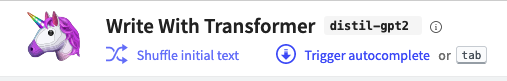 Write With Transformer distil-gpt2
Shuffle initial text Trigger autocomplete or tab